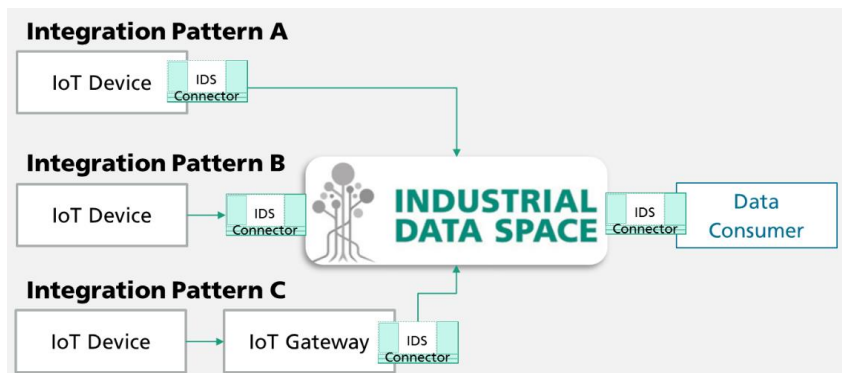 Integration Pattern A
IoT Device
IDS
Connector
Integration Pattern B
IoT Device
IDS
Connector
INDUSTRIAL
DATA SPACE
IDS
Connector
Data
Consumer
Integration Pattern C
IoT Device
IoT Gateway
IDS
Connector